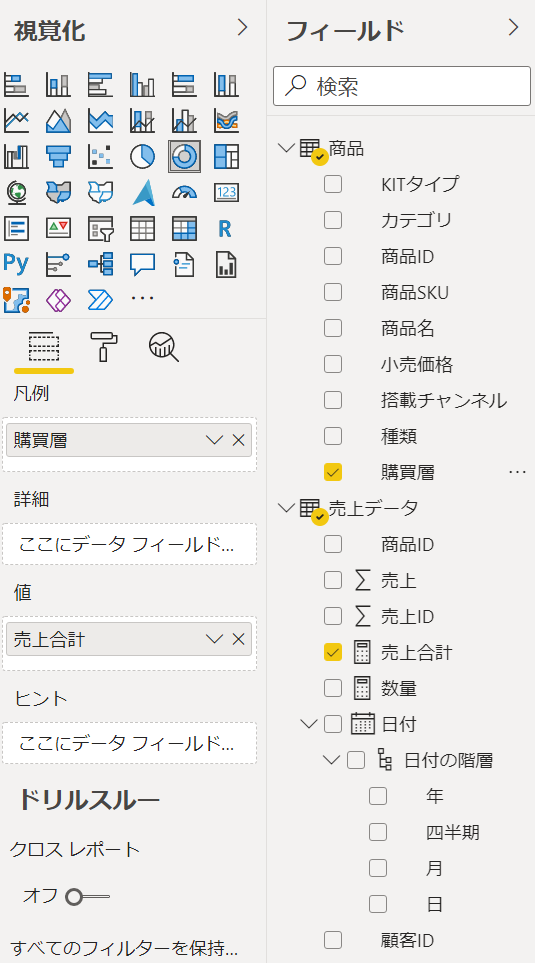 視覚化
123
R
Py
凡例
購買層
詳細
ここにデータ フィールド...
値
売上合計
ヒント
ここにデータ フィールド...
ドリルスルー
クロス レポート
オフ
すべてのフィルターを保持...
フィールド
検索
商品
KITタイプ
カテゴリ
商品ID
商品SKU
商品名
小売価格
搭載チャンネル
種類
購買層
売上データ
商品ID
売上
売上ID
売上合計
数量
日付
日付の階層
年
四半期
月
日
顧客ID